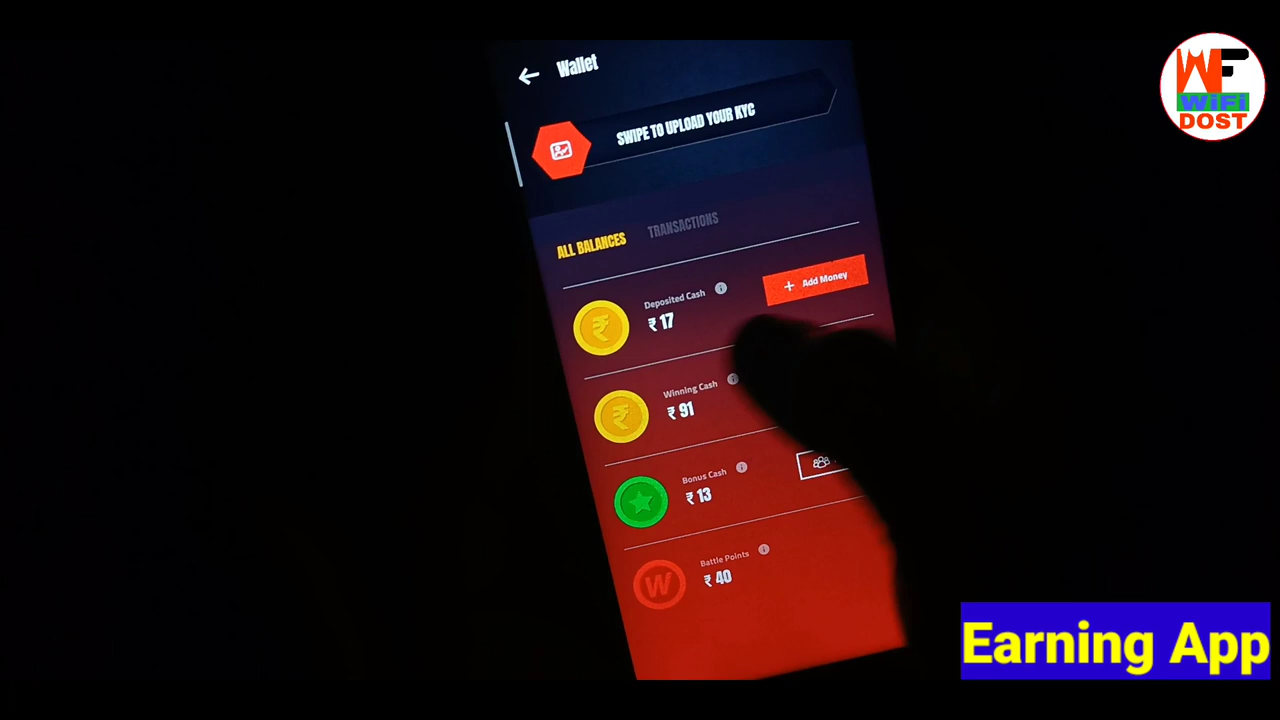 Wallet
SWIPE TO UPLOAD YOUR KYC
ALL BALANCES
TRANSACTIONS
Deposited Cash
₹ 17
+ Add Money
Winning Cash
₹ 91
Bonus Cash
₹ 13
Battle Points
₹ 40
W
WF
WiFi
DOST
Earning App